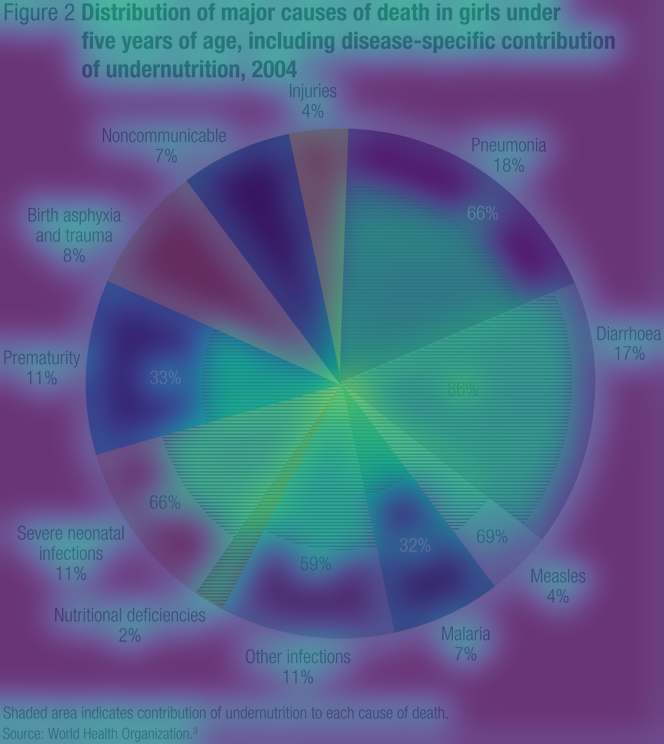 Figure 2 Distribution of major causes of death in girls under
five years of age, including disease-specific contribution
of undernutrition, 2004
Injuries
4%
Noncommunicable
7%
Pneumonia
18%
66%
Birth asphyxia
and trauma
8%
Diarrhoea
17%
86%
Prematurity
11%
33%
66%
Severe neonatal
infections
11%
69%
32%
59%
Measles
4%
Nutritional deficiencies
2%
Malaria
7%
Other infections
11%
Shaded area indicates contribution of undernutrition to each cause of death.
Source: World Health Organization.3